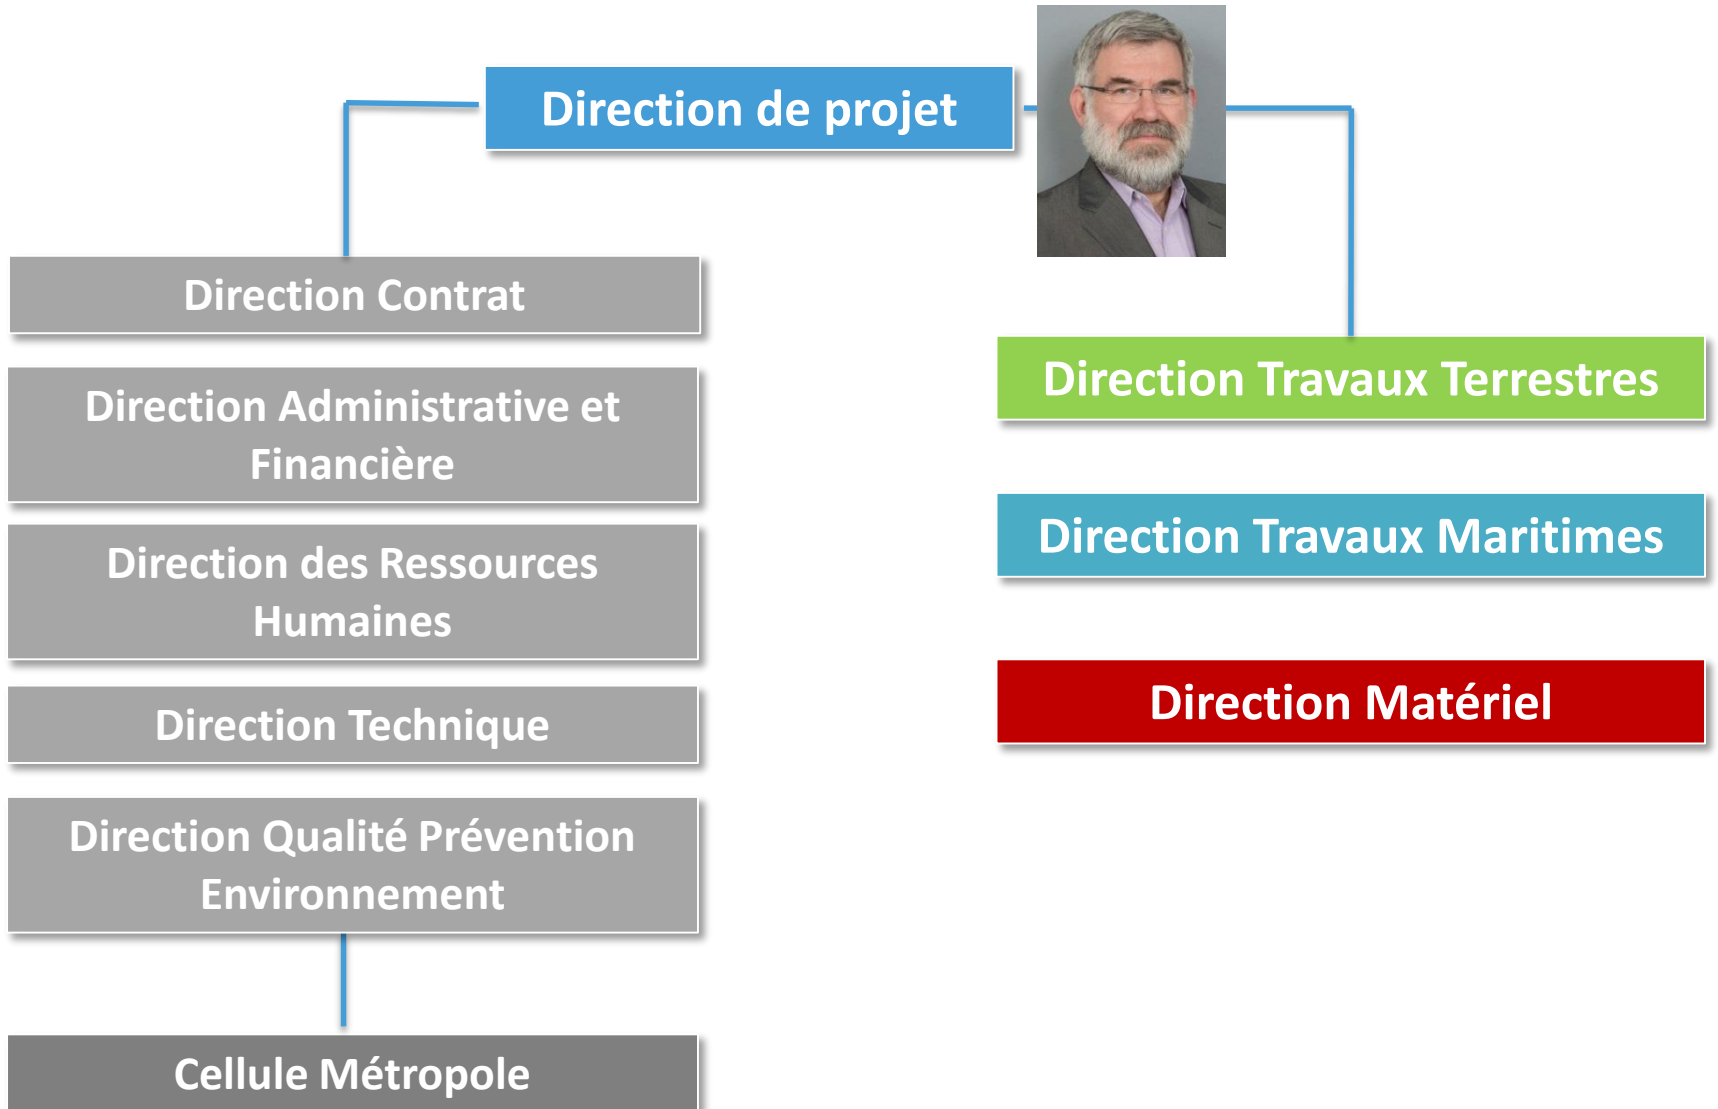 Direction de projet
Direction Contrat
Direction Administrative et
Financière
Direction des Ressources
Humaines
Direction Technique
Direction Qualité Prévention
Environnement
Cellule Métropole
Direction Travaux Terrestres
Direction Travaux Maritimes
Direction Matériel